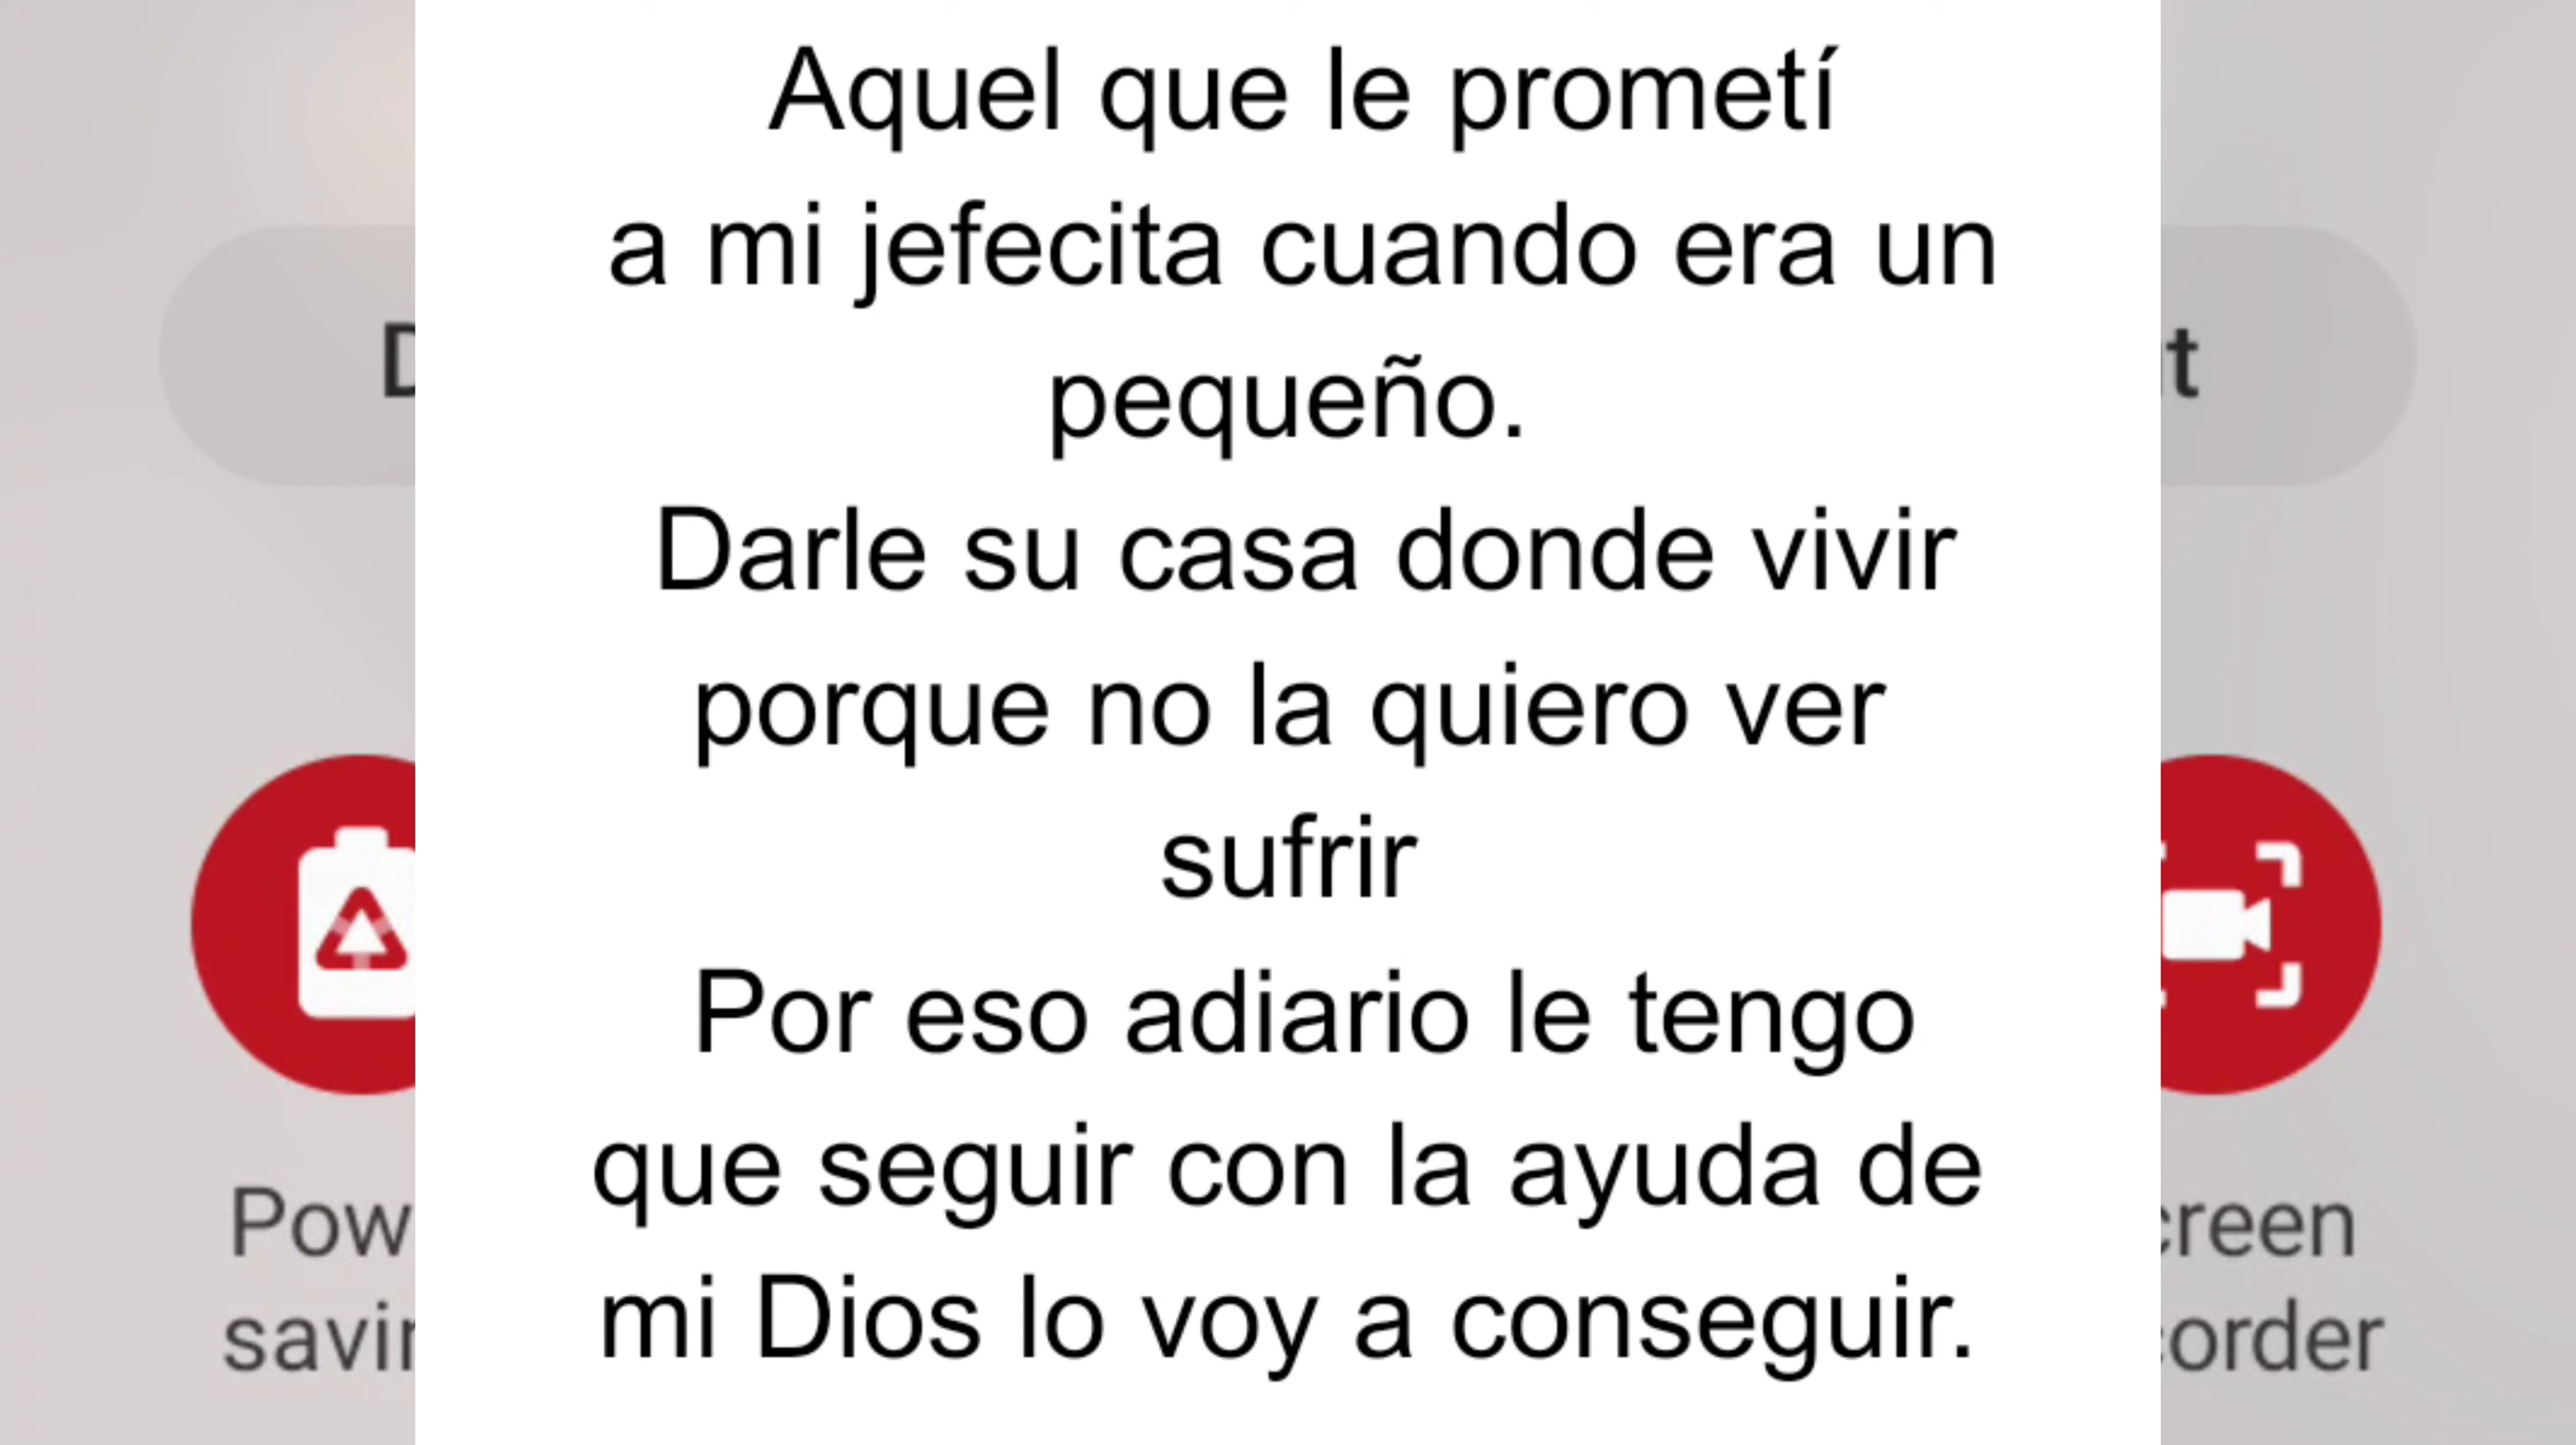 Aquel que le prometí
a mi jefecita cuando era un
pequeño.
Darle su casa donde vivir
porque no la quiero ver
sufrir
Por eso adiario le tengo
que seguir con la ayuda de
mi Dios lo voy a conseguir.